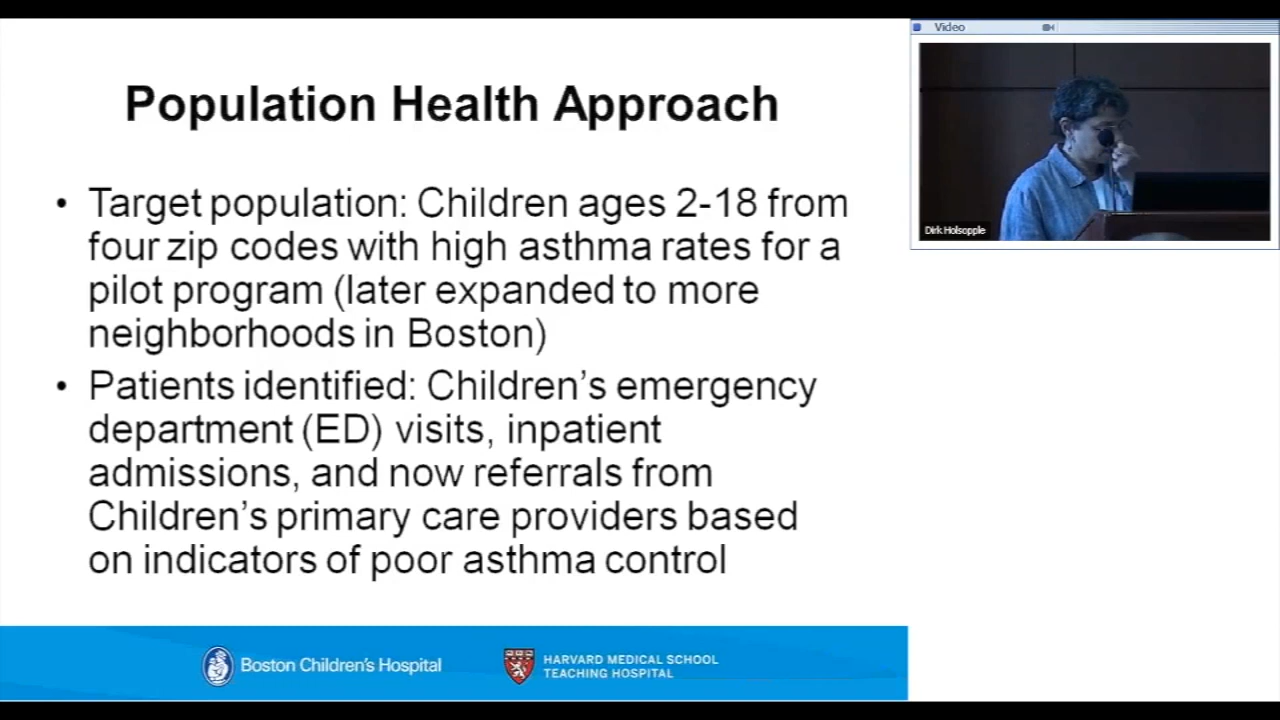 Population Health Approach
• Target population: Children ages 2-18 from
four zip codes with high asthma rates for a
pilot program (later expanded to more
neighborhoods in Boston)
• Patients identified: Children's emergency
department (ED) visits, inpatient
admissions, and now referrals from
Children's primary care providers based
on indicators of poor asthma control
Boston Children's Hospital
HARVARD MEDICAL SCHOOL
TEACHING HOSPITAL
Video
Dirk Holsopple